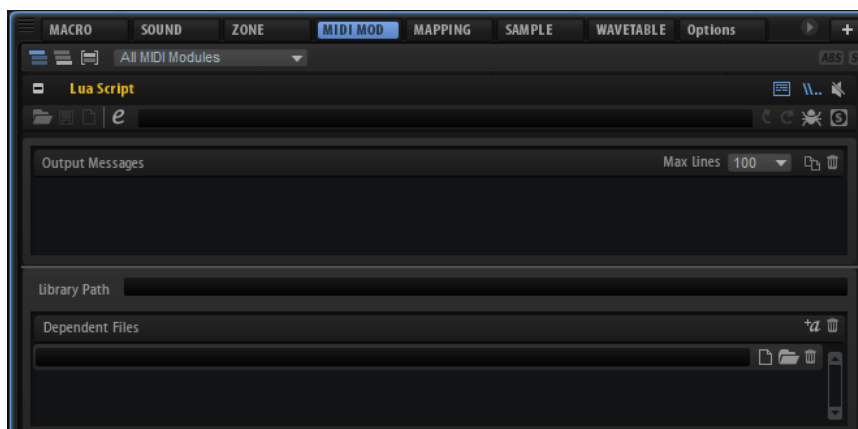 MACRO SOUND ZONE MIDI MOD MAPPING SAMPLE WAVETABLE Options +
All MIDI Modules ABS S
Lua Script
e S
Output Messages Max Lines 100
Library Path
Dependent Files +a